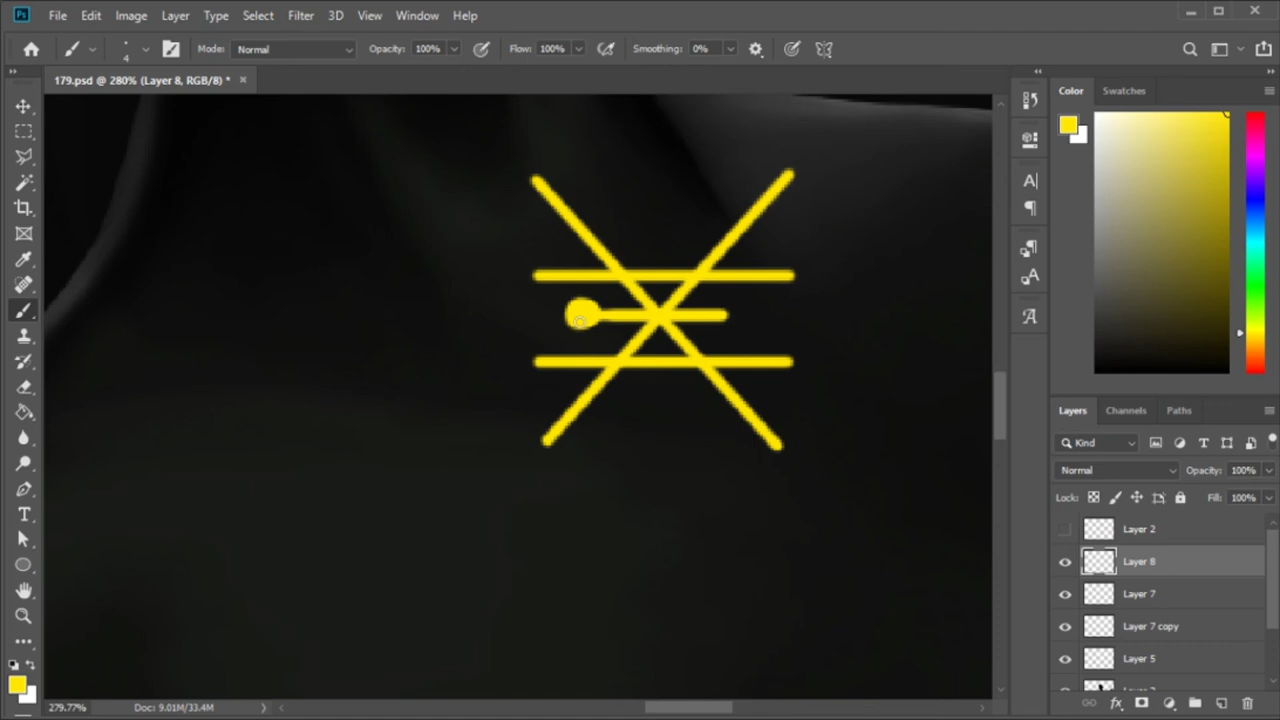 Ps File Edit Image Layer Type Select Filter 3D View Window Help
4 Mode: Normal Opacity: 100% Flow: 100% Smoothing: 0%
179.psd @ 280% (Layer 8, RGB/8) * ×
Color Swatches
Layers Channels Paths
Kind
Normal Opacity: 100%
Lock: Fill: 100%
Layer 2
Layer 8
Layer 7
Layer 7 copy
Layer 5
279.77% Doc: 9.01M/33.4M